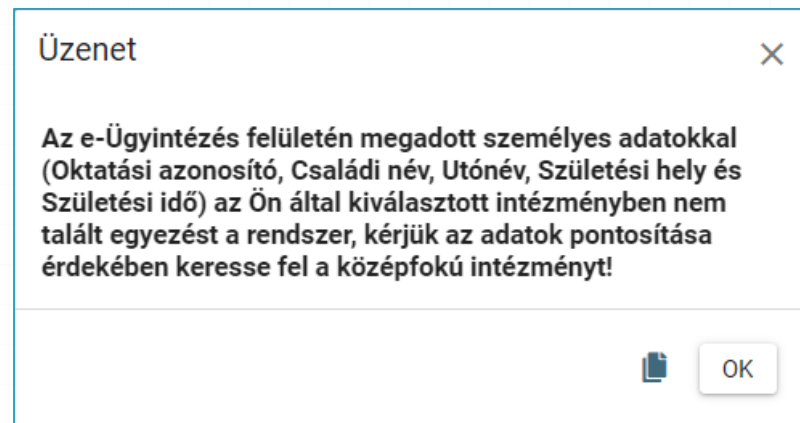 Üzenet
Az e-Ügyintézés felületén megadott személyes adatokkal
(Oktatási azonosító, Családi név, Utónév, Születési hely és
Születési idő) az Ön által kiválasztott intézményben nem
talált egyezést a rendszer, kérjük az adatok pontosítása
érdekében keresse fel a középfokú intézményt!
OK